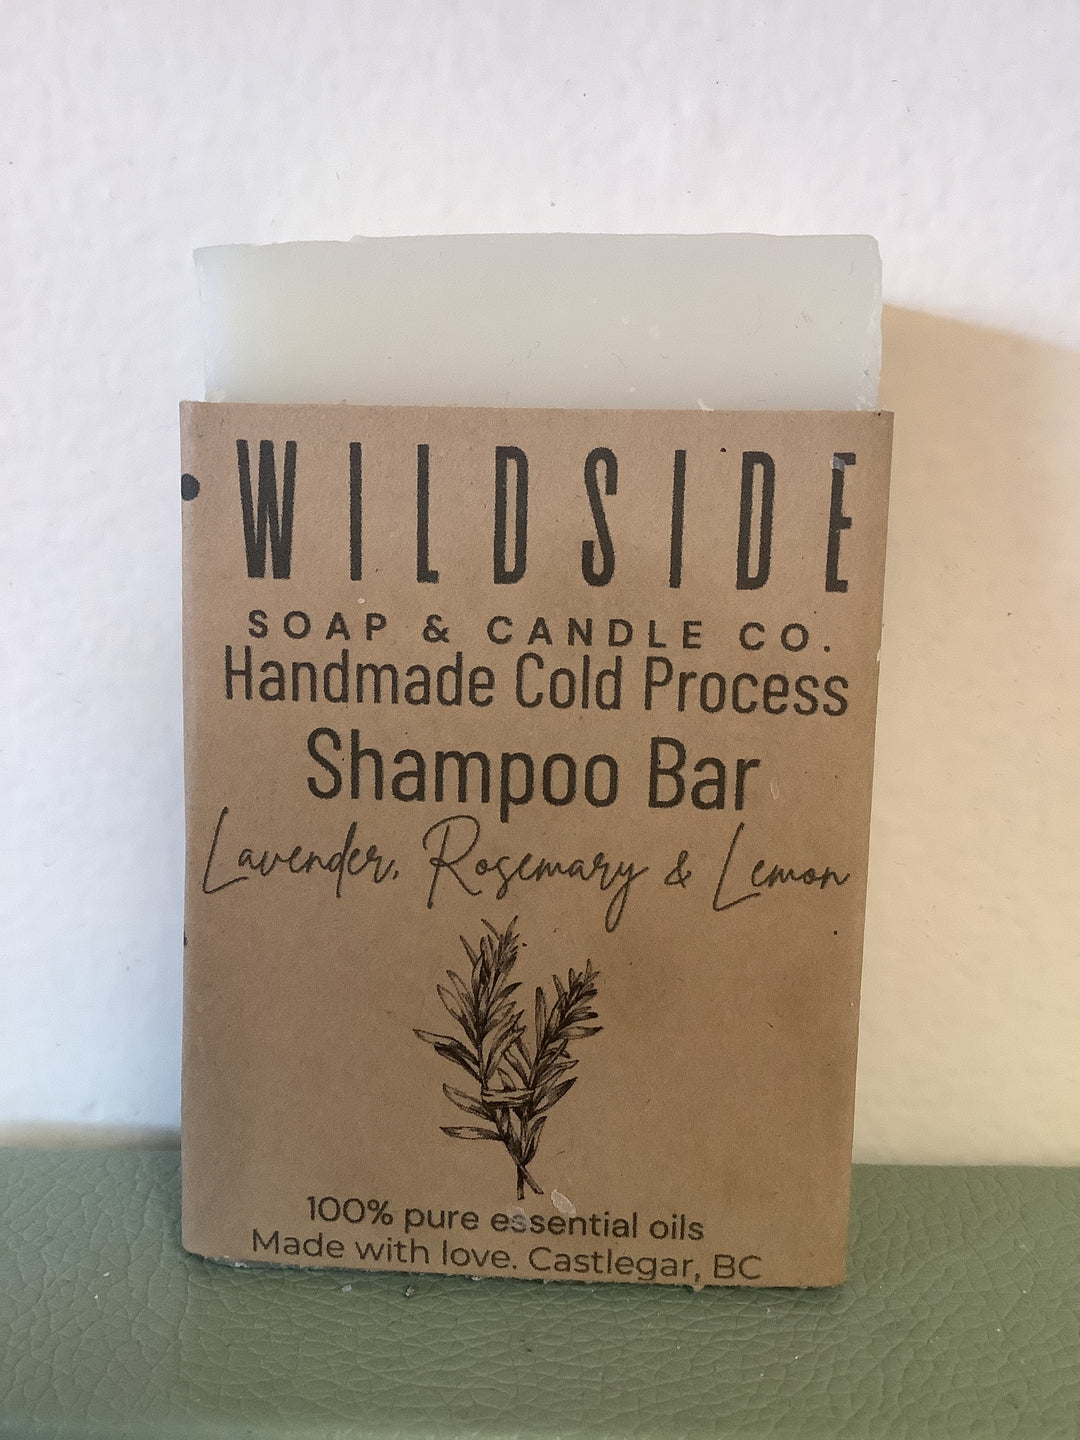 WILDSIDE
SOAP & CANDLE CO.
Handmade Cold Process
Shampoo Bar
Lavender, Rosemary & Lemon
100% pure essential oils
Made with love. Castlegar, BC